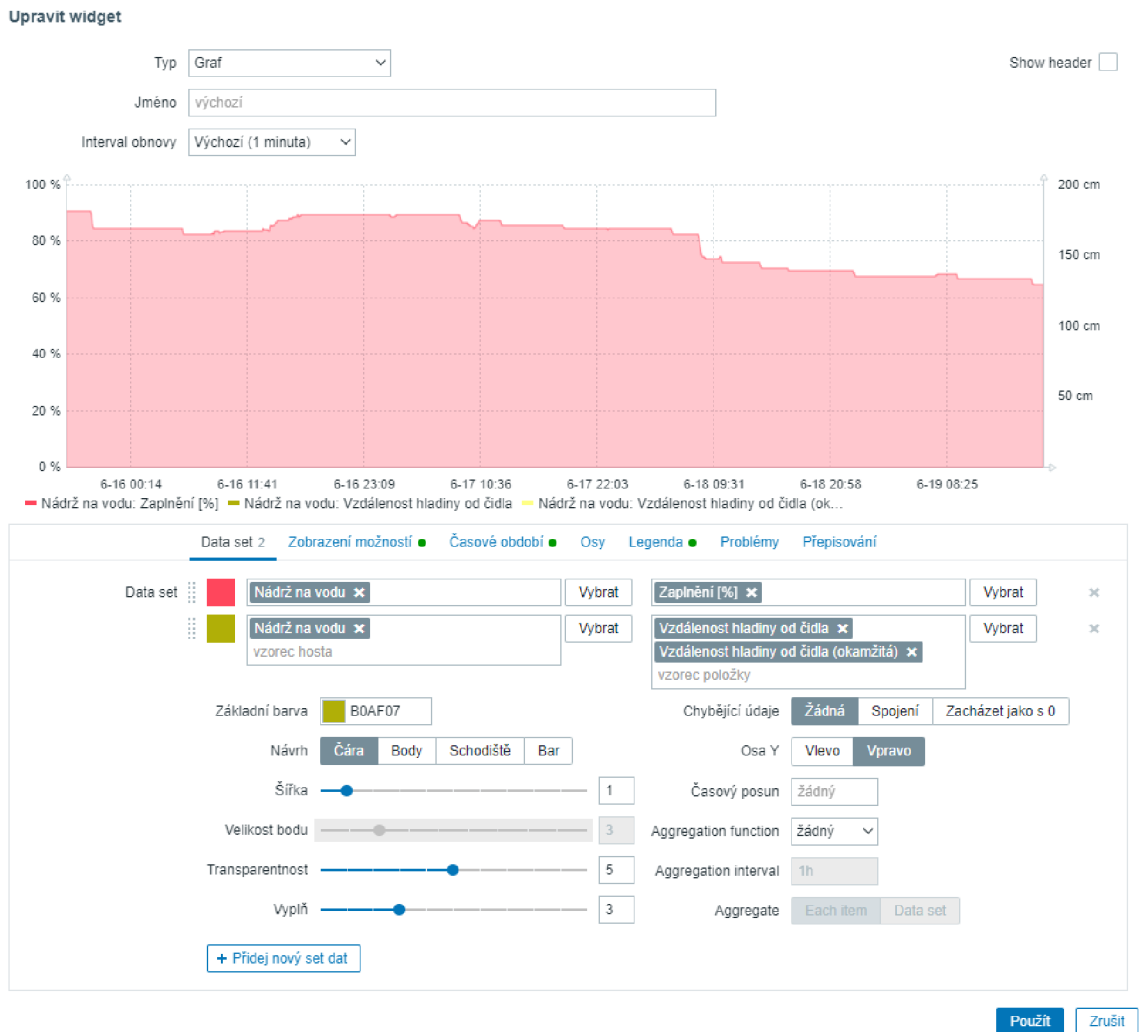 Upravit widget
Typ Graf Show header
Jméno výchozí
Interval obnovy Výchozí (1 minuta)
100 % 200 cm
80 % 150 cm
60 % 100 cm
40 % 50 cm
20 %
0 %
6-16 00:14 6-16 11:41 6-16 23:09 6-17 10:36 6-17 22:03 6-18 09:31 6-18 20:58 6-19 08:25
Nádrž na vodu: Zaplnění [%] Nádrž na vodu: Vzdálenost hladiny od čidla Nádrž na vodu: Vzdálenost hladiny od čidla (ok...
Data set 2 Zobrazení možností Časové období Osy Legenda Problémy Přepisování
Data set Nádrž na vodu Vybrat Zaplnění [%] Vybrat
Nádrž na vodu Vybrat Vzdálenost hladiny od čidla Vybrat
vzorec hosta Vzdálenost hladiny od čidla (okamžitá)
vzorec položky
Základní barva B0AF07 Chybějící údaje Žádná Spojení Zacházet jako s 0
Návrh Čára Body Schodiště Bar Osa Y Vlevo Vpravo
Šířka 1 Časový posun žádný
Velikost bodu 3 Aggregation function žádný
Transparentnost 5 Aggregation interval 1h
Vyplň 3 Aggregate Each item Data set
+ Přidej nový set dat
Použít Zrušit